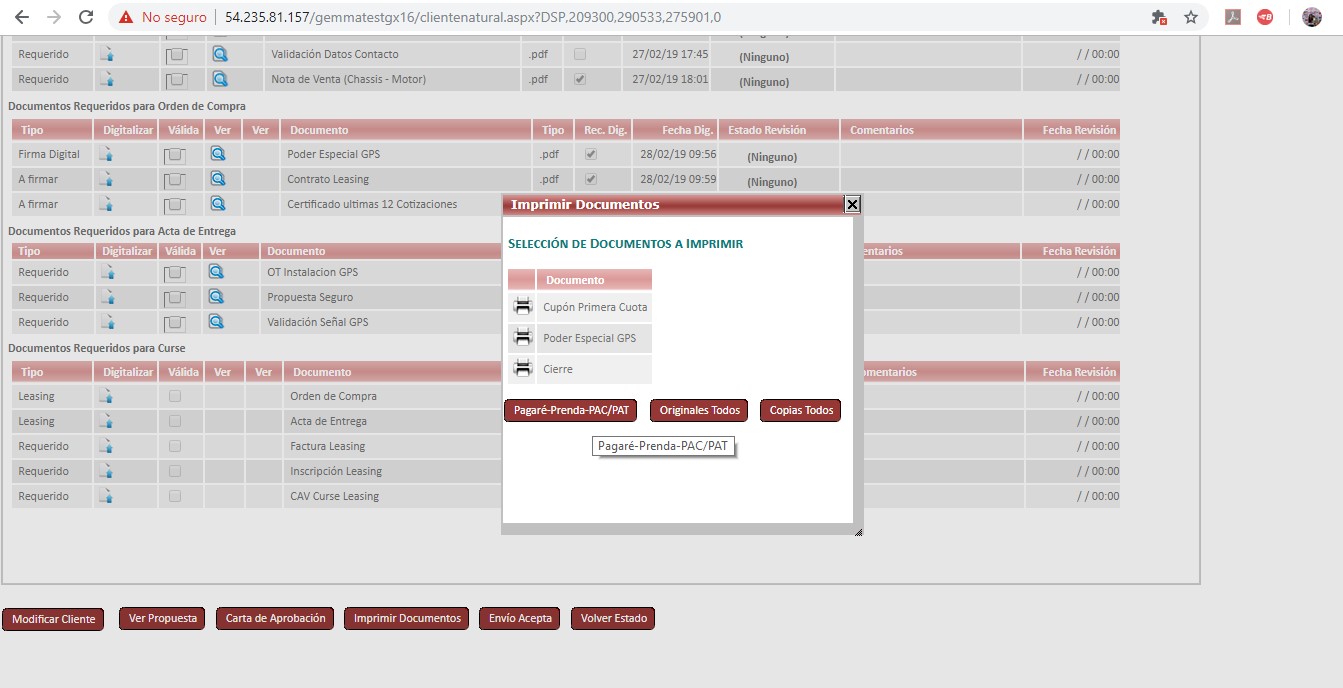 No seguro | 54.235.81.157/gemmatestgx16/clientenatural.aspx?DSP,209300,290533,275901,0
Requerido Validación Datos Contacto .pdf 27/02/19 17:45 (Ninguno) / / 00:00
Requerido Nota de Venta (Chassis - Motor) .pdf 27/02/19 18:01 (Ninguno) / / 00:00
Documentos Requeridos para Orden de Compra
Tipo Digitalizar Válida Ver Ver Documento Tipo Rec. Dig. Fecha Dig. Estado Revisión Comentarios Fecha Revisión
Firma Digital Poder Especial GPS .pdf 28/02/19 09:56 (Ninguno) / / 00:00
A firmar Contrato Leasing .pdf 28/02/19 09:59 (Ninguno) / / 00:00
A firmar Certificado ultimas 12 Cotizaciones / / 00:00
Documentos Requeridos para Acta de Entrega
Tipo Digitalizar Válida Ver Documento entarios Fecha Revisión
Requerido OT Instalacion GPS / / 00:00
Requerido Propuesta Seguro / / 00:00
Requerido Validación Señal GPS / / 00:00
Documentos Requeridos para Curse
Tipo Digitalizar Válida Ver Ver Documento omentarios Fecha Revisión
Leasing Orden de Compra / / 00:00
Leasing Acta de Entrega / / 00:00
Requerido Factura Leasing / / 00:00
Requerido Inscripción Leasing / / 00:00
Requerido CAV Curse Leasing / / 00:00
Imprimir Documentos
Selección de Documentos a Imprimir
Documento
Cupón Primera Cuota
Poder Especial GPS
Cierre
Pagaré-Prenda-PAC/PAT Originales Todos Copias Todos
Pagaré-Prenda-PAC/PAT
Modificar Cliente Ver Propuesta Carta de Aprobación Imprimir Documentos Envío Acepta Volver Estado